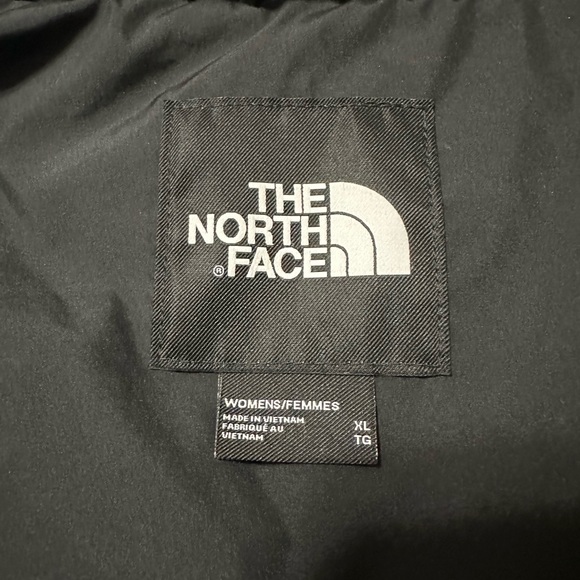 THE
NORTH
® FACE
WOMENS/FEMMES
MADE IN VIETNAM
FABRIQUÉ AU
VIETNAM
XL
TG